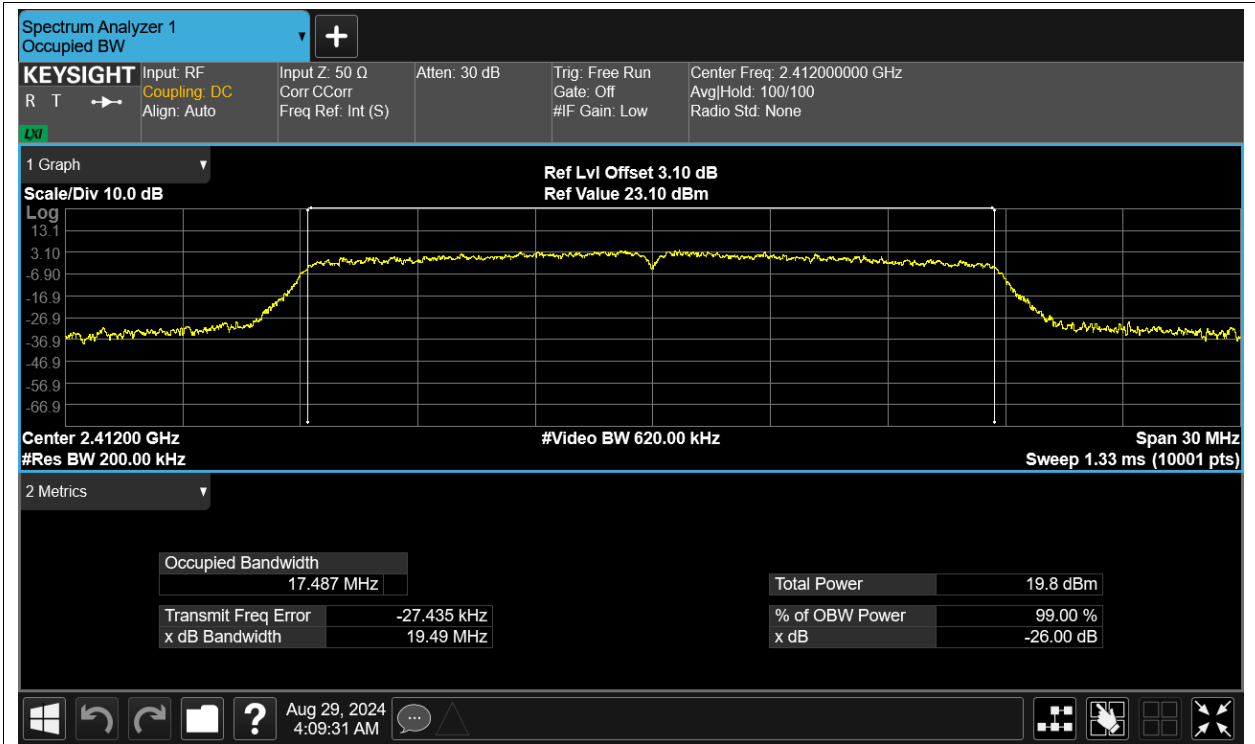 Spectrum Analyzer 1
Occupied BW
KEYSIGHT
R T
LXI
Input: RF
Coupling: DC
Align: Auto
Input Z: 50 Ω
Corr CCorr
Freq Ref: Int (S)
Atten: 30 dB
Trig: Free Run
Gate: Off
#IF Gain: Low
Center Freq: 2.412000000 GHz
Avg|Hold: 100/100
Radio Std: None
1 Graph
Scale/Div 10.0 dB
Ref Lvl Offset 3.10 dB
Ref Value 23.10 dBm
Log
13.1
3.10
-6.90
-16.9
-26.9
-36.9
-46.9
-56.9
-66.9
Center 2.41200 GHz
#Res BW 200.00 kHz
#Video BW 620.00 kHz
Span 30 MHz
Sweep 1.33 ms (10001 pts)
2 Metrics
Occupied Bandwidth
17.487 MHz
Transmit Freq Error -27.435 kHz
x dB Bandwidth 19.49 MHz
Total Power 19.8 dBm
% of OBW Power 99.00 %
x dB -26.00 dB
?
Aug 29, 2024
4:09:31 AM